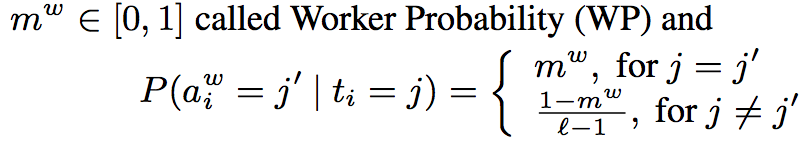 m^w ∈ [0, 1] called Worker Probability (WP) and
P(a_i^w = j′ | t_i = j) = { m^w, for j = j′
(1−m^w)/(ℓ−1), for j ≠ j′